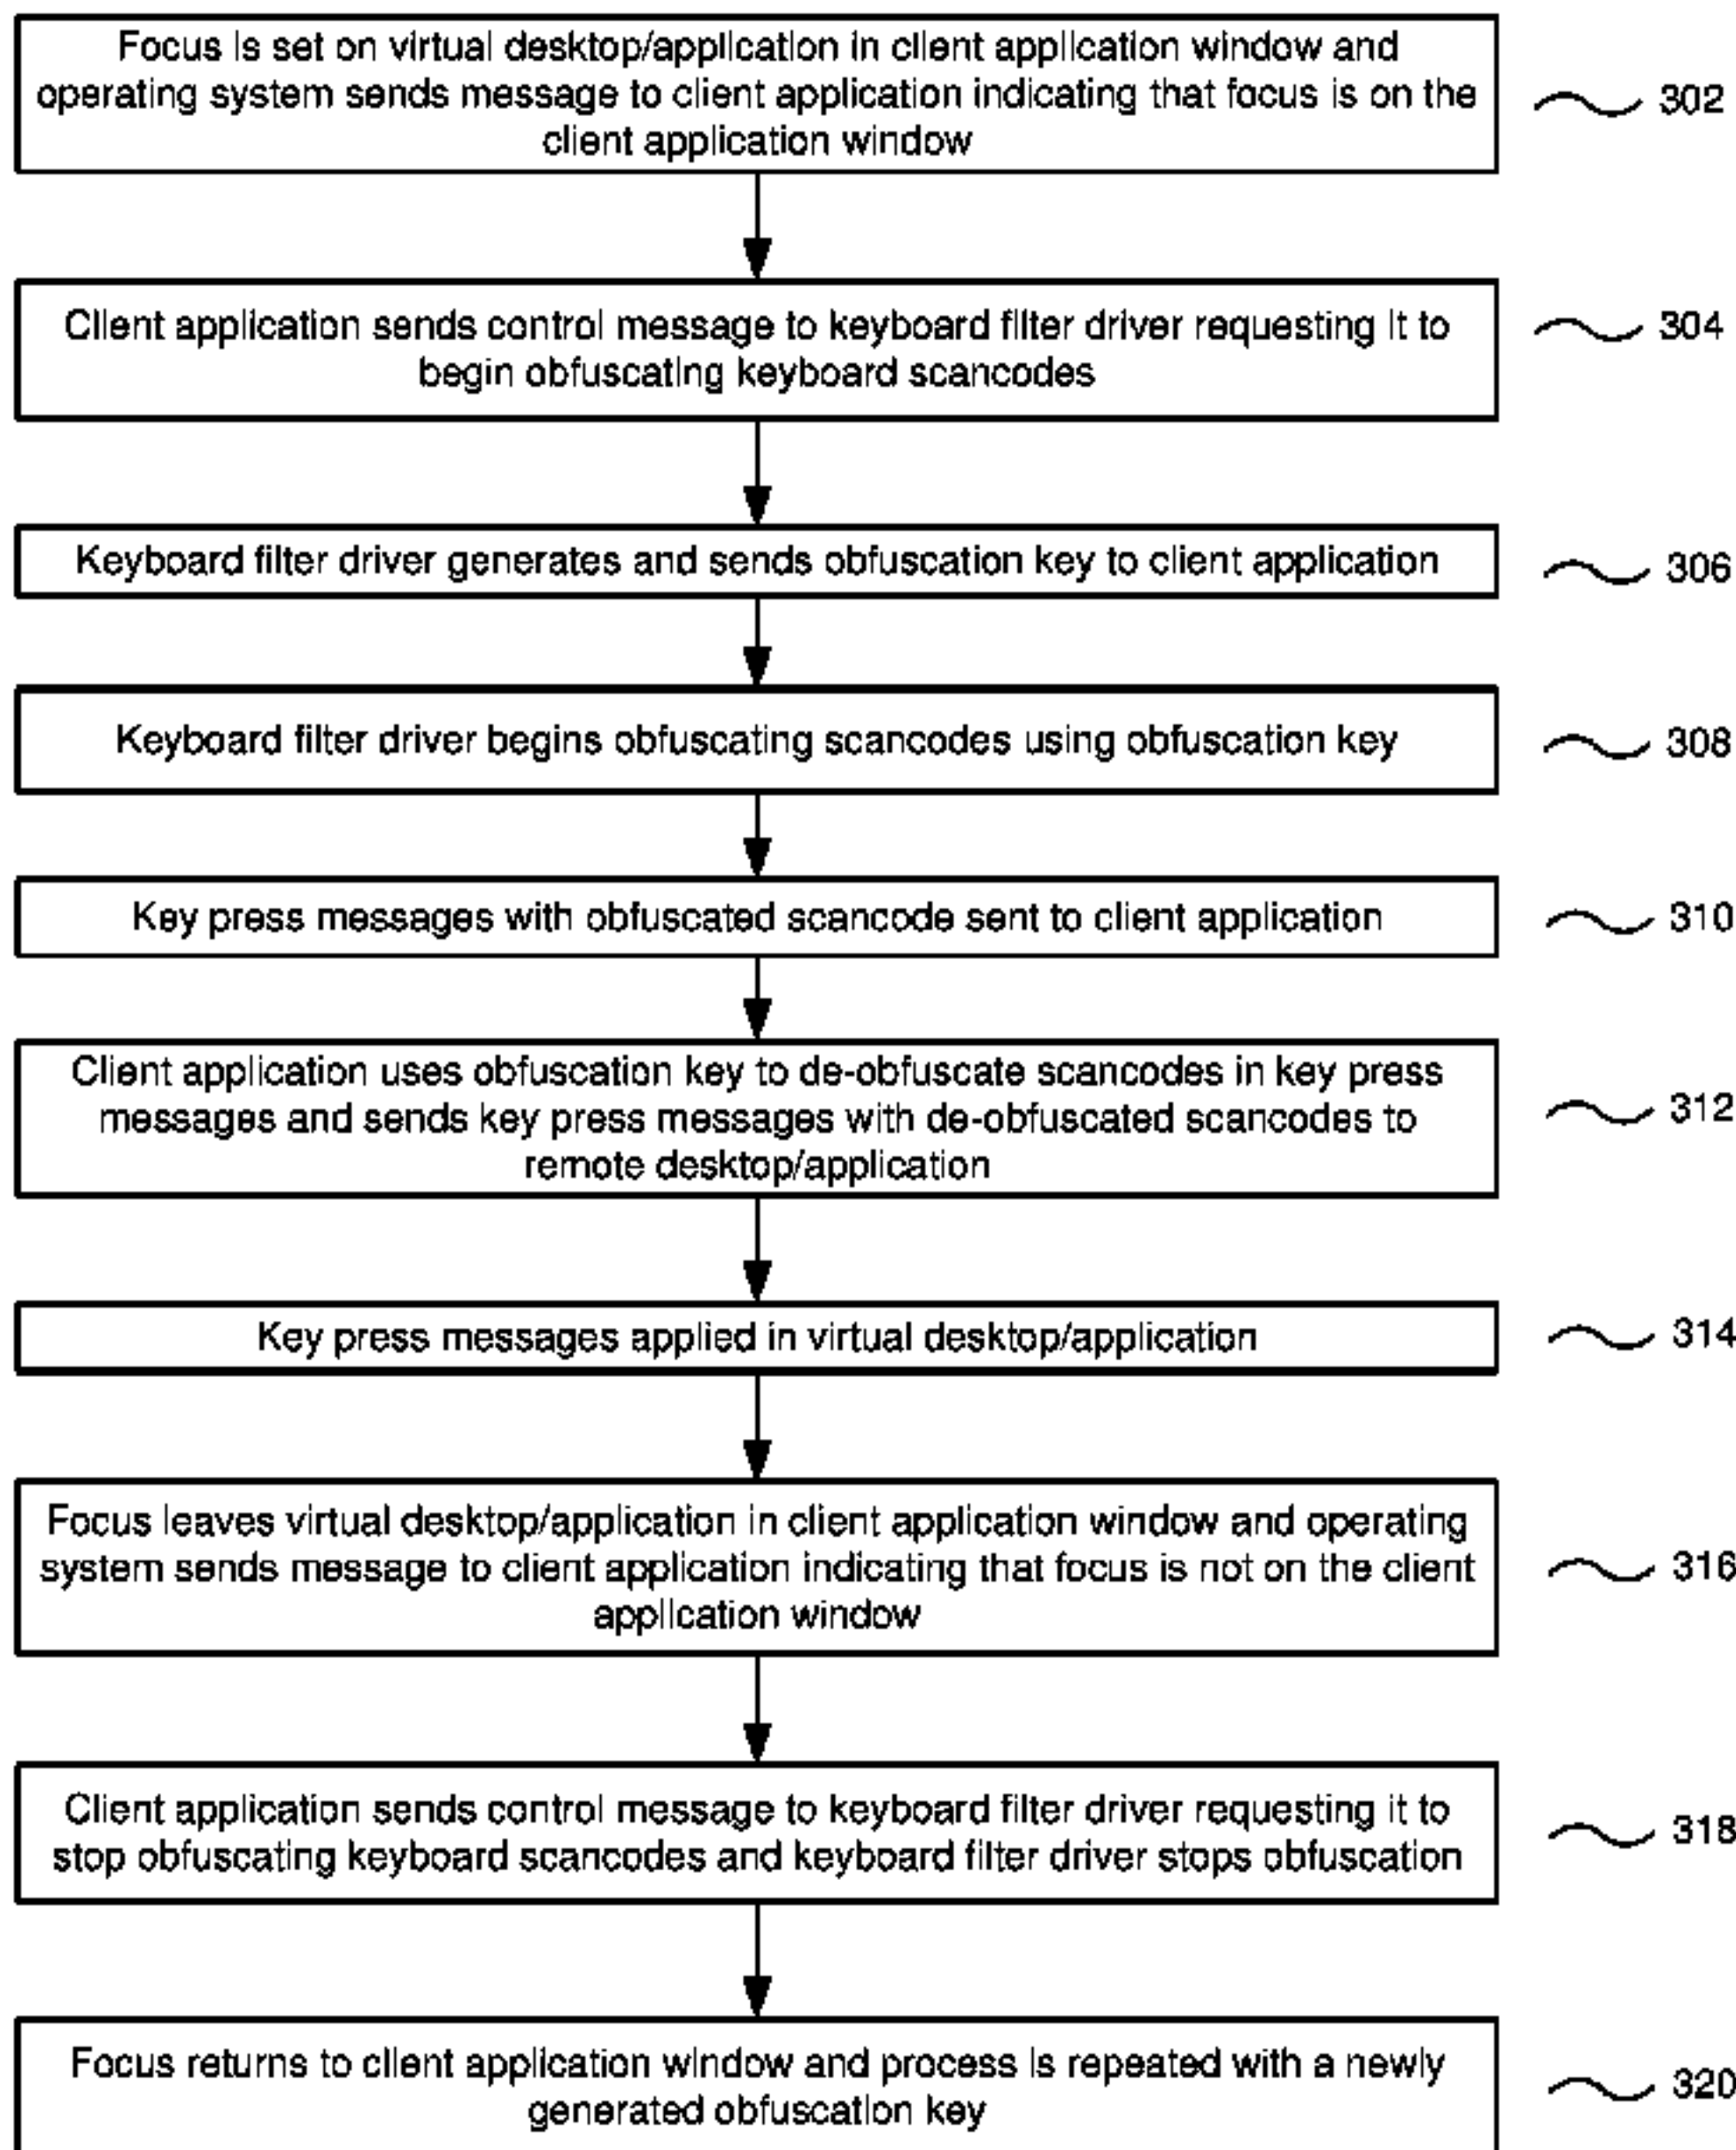 Focus is set on virtual desktop/application in client application window and
operating system sends message to client application indicating that focus is on the
client application window
302
Client application sends control message to keyboard filter driver requesting it to
begin obfuscating keyboard scancodes
304
Keyboard filter driver generates and sends obfuscation key to client application
306
Keyboard filter driver begins obfuscating scancodes using obfuscation key
308
Key press messages with obfuscated scancode sent to client application
310
Client application uses obfuscation key to de-obfuscate scancodes in key press
messages and sends key press messages with de-obfuscated scancodes to
remote desktop/application
312
Key press messages applied in virtual desktop/application
314
Focus leaves virtual desktop/application in client application window and operating
system sends message to client application indicating that focus is not on the client
application window
316
Client application sends control message to keyboard filter driver requesting it to
stop obfuscating keyboard scancodes and keyboard filter driver stops obfuscation
318
Focus returns to client application window and process is repeated with a newly
generated obfuscation key
320